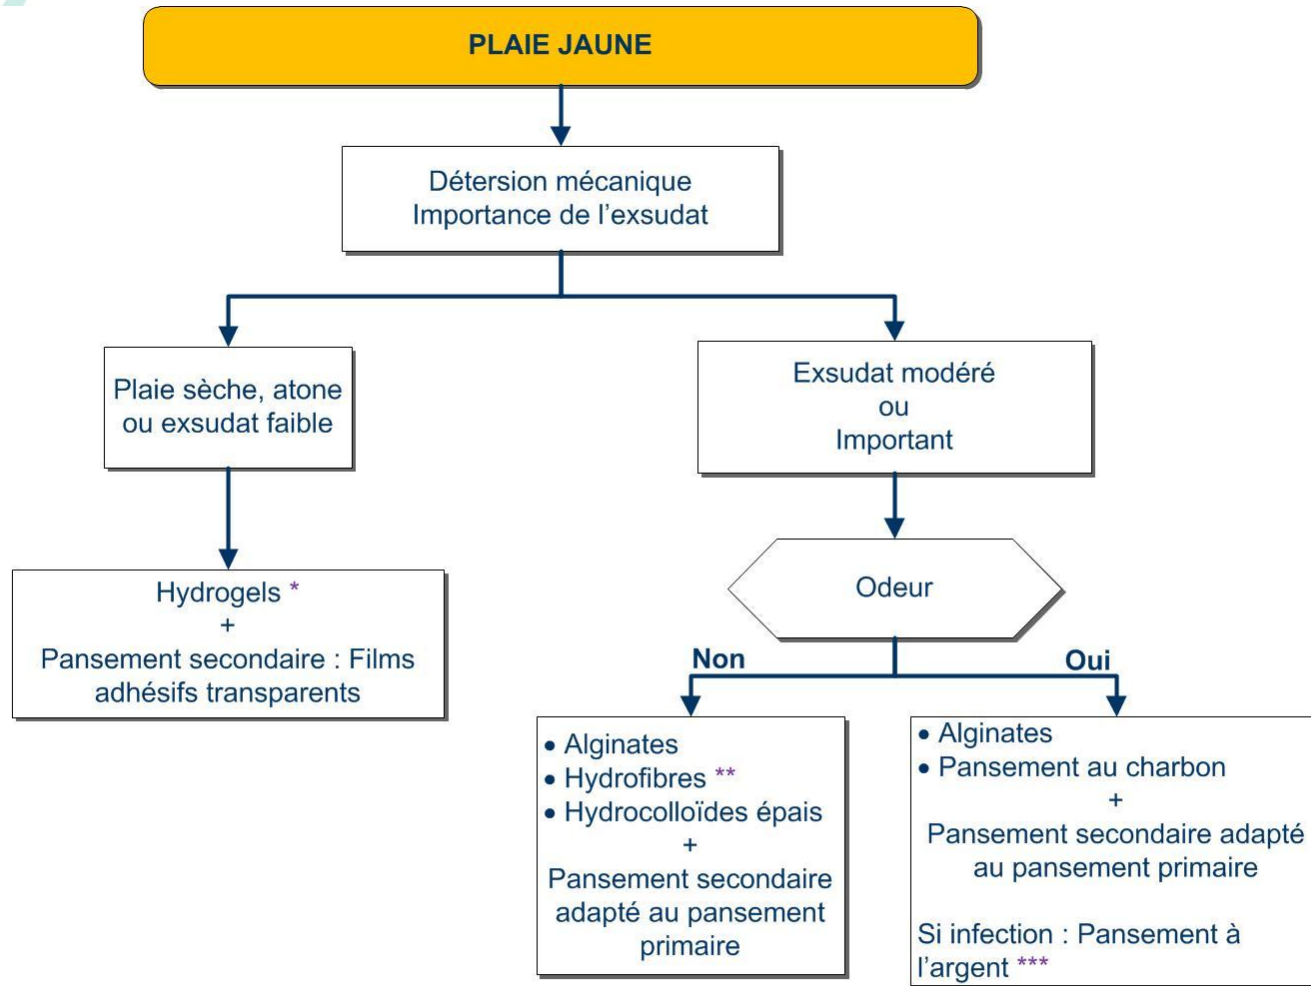 PLAIE JAUNE
Détersion mécanique
Importance de l’exsudat
Plaie sèche, atone
ou exsudat faible
Exsudat modéré
ou
Important
Hydrogels *
+
Pansement secondaire : Films
adhésifs transparents
Odeur
Non
Oui
• Alginates
• Hydrofibres **
• Hydrocolloïdes épais
+
Pansement secondaire
adapté au pansement
primaire
• Alginates
• Pansement au charbon
+
Pansement secondaire adapté
au pansement primaire
Si infection : Pansement à
l’argent ***